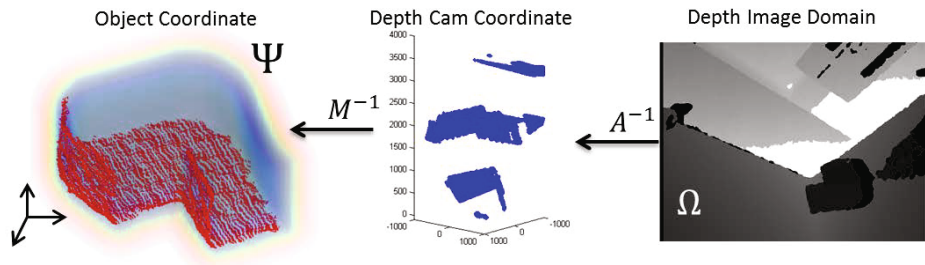 Object Coordinate
Depth Cam Coordinate
Depth Image Domain
Ψ
M⁻¹
A⁻¹
Ω
4000
3500
3000
2500
2000
1500
1000
500
0
-1000
0
1000
1000
0
-1000